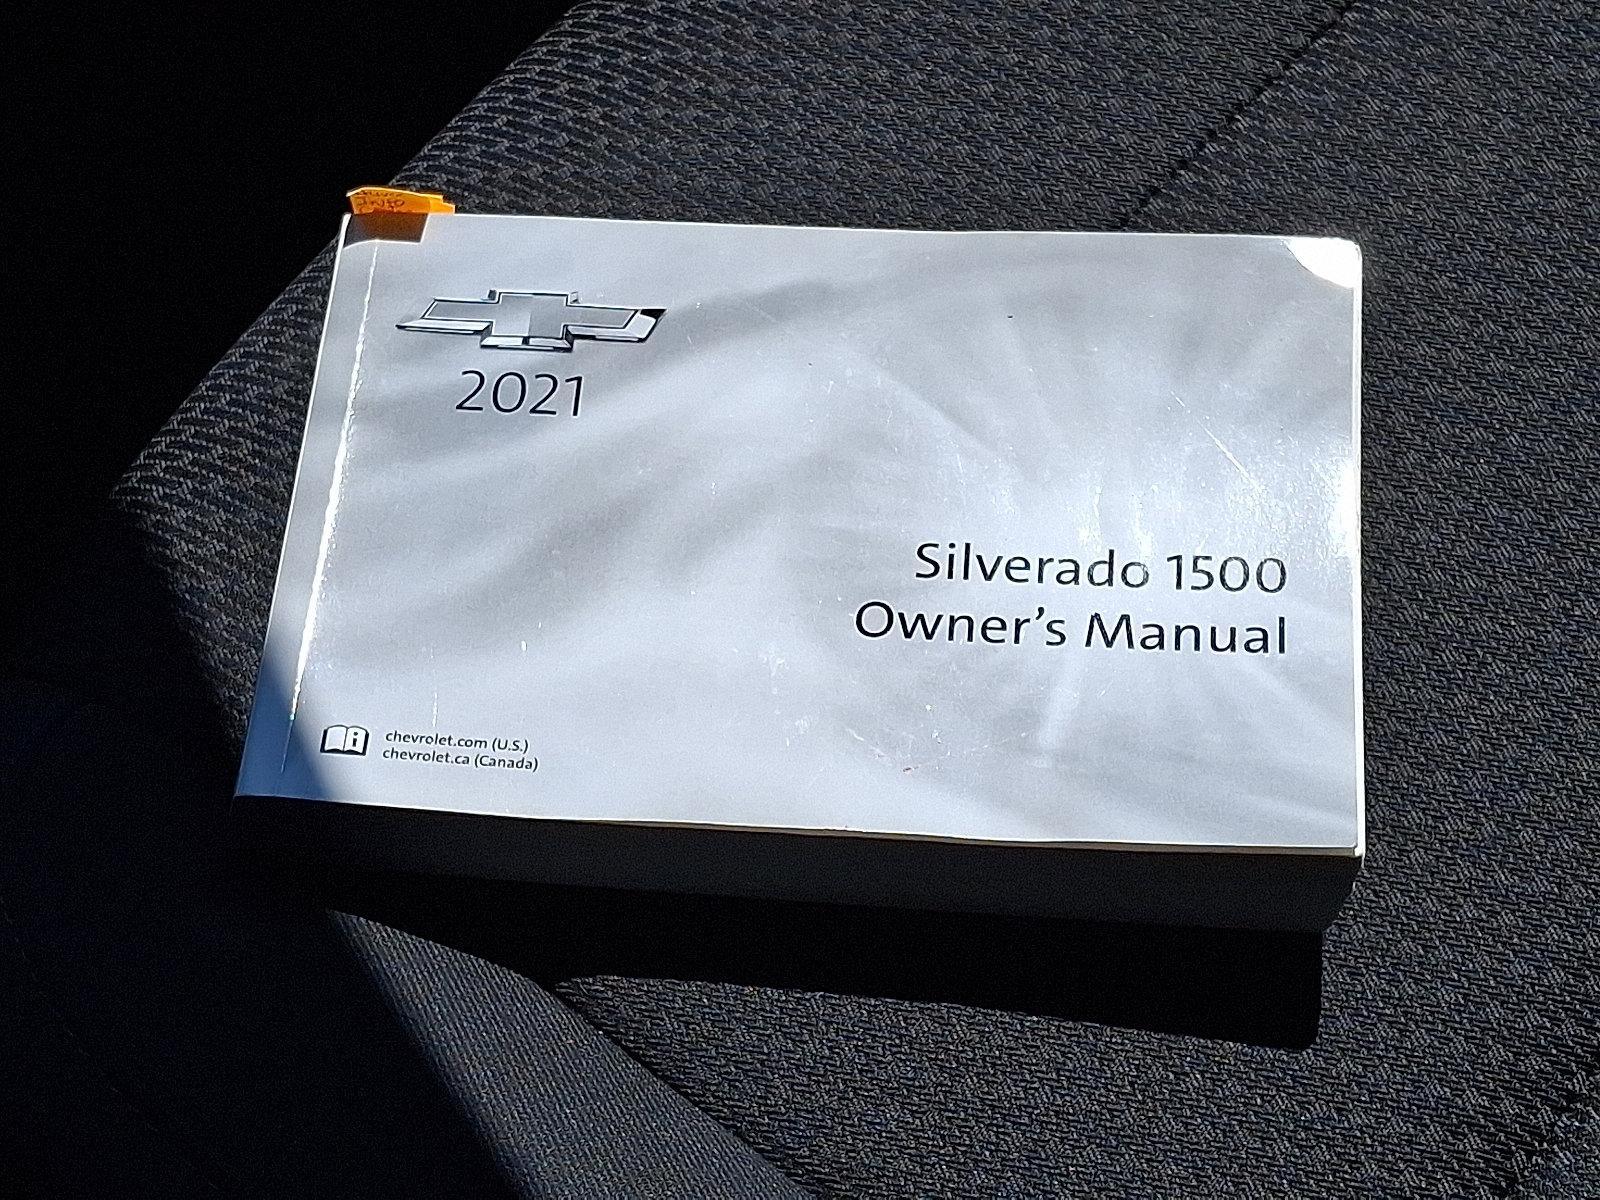 2021
Silverado 1500
Owner's Manual
chevrolet.com (U.S.)
chevrolet.ca (Canada)